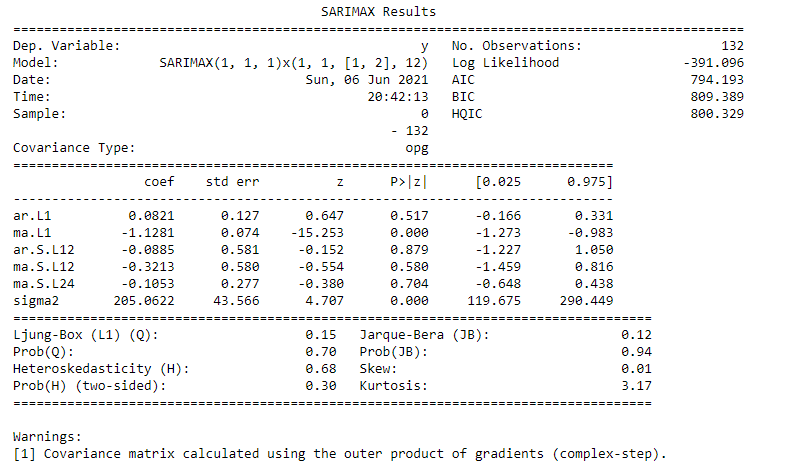 SARIMAX Results
==============================================================================================
Dep. Variable:                                  y   No. Observations:                  132
Model:             SARIMAX(1, 1, 1)x(1, 1, [1, 2], 12)   Log Likelihood                -391.096
Date:                            Sun, 06 Jun 2021   AIC                            794.193
Time:                                    20:42:13   BIC                            809.389
Sample:                                         0   HQIC                           800.329
- 132
Covariance Type:                              opg
==============================================================================
coef    std err          z      P>|z|      [0.025      0.975]
------------------------------------------------------------------------------
ar.L1          0.0821      0.127      0.647      0.517      -0.166       0.331
ma.L1         -1.1281      0.074    -15.253      0.000      -1.273      -0.983
ar.S.L12      -0.0885      0.581     -0.152      0.879      -1.227       1.050
ma.S.L12      -0.3213      0.580     -0.554      0.580      -1.459       0.816
ma.S.L24      -0.1053      0.277     -0.380      0.704      -0.648       0.438
sigma2       205.0622     43.566      4.707      0.000     119.675     290.449
===================================================================================
Ljung-Box (L1) (Q):                   0.15   Jarque-Bera (JB):                 0.12
Prob(Q):                              0.70   Prob(JB):                         0.94
Heteroskedasticity (H):               0.68   Skew:                             0.01
Prob(H) (two-sided):                  0.30   Kurtosis:                         3.17
===================================================================================
Warnings:
[1] Covariance matrix calculated using the outer product of gradients (complex-step).